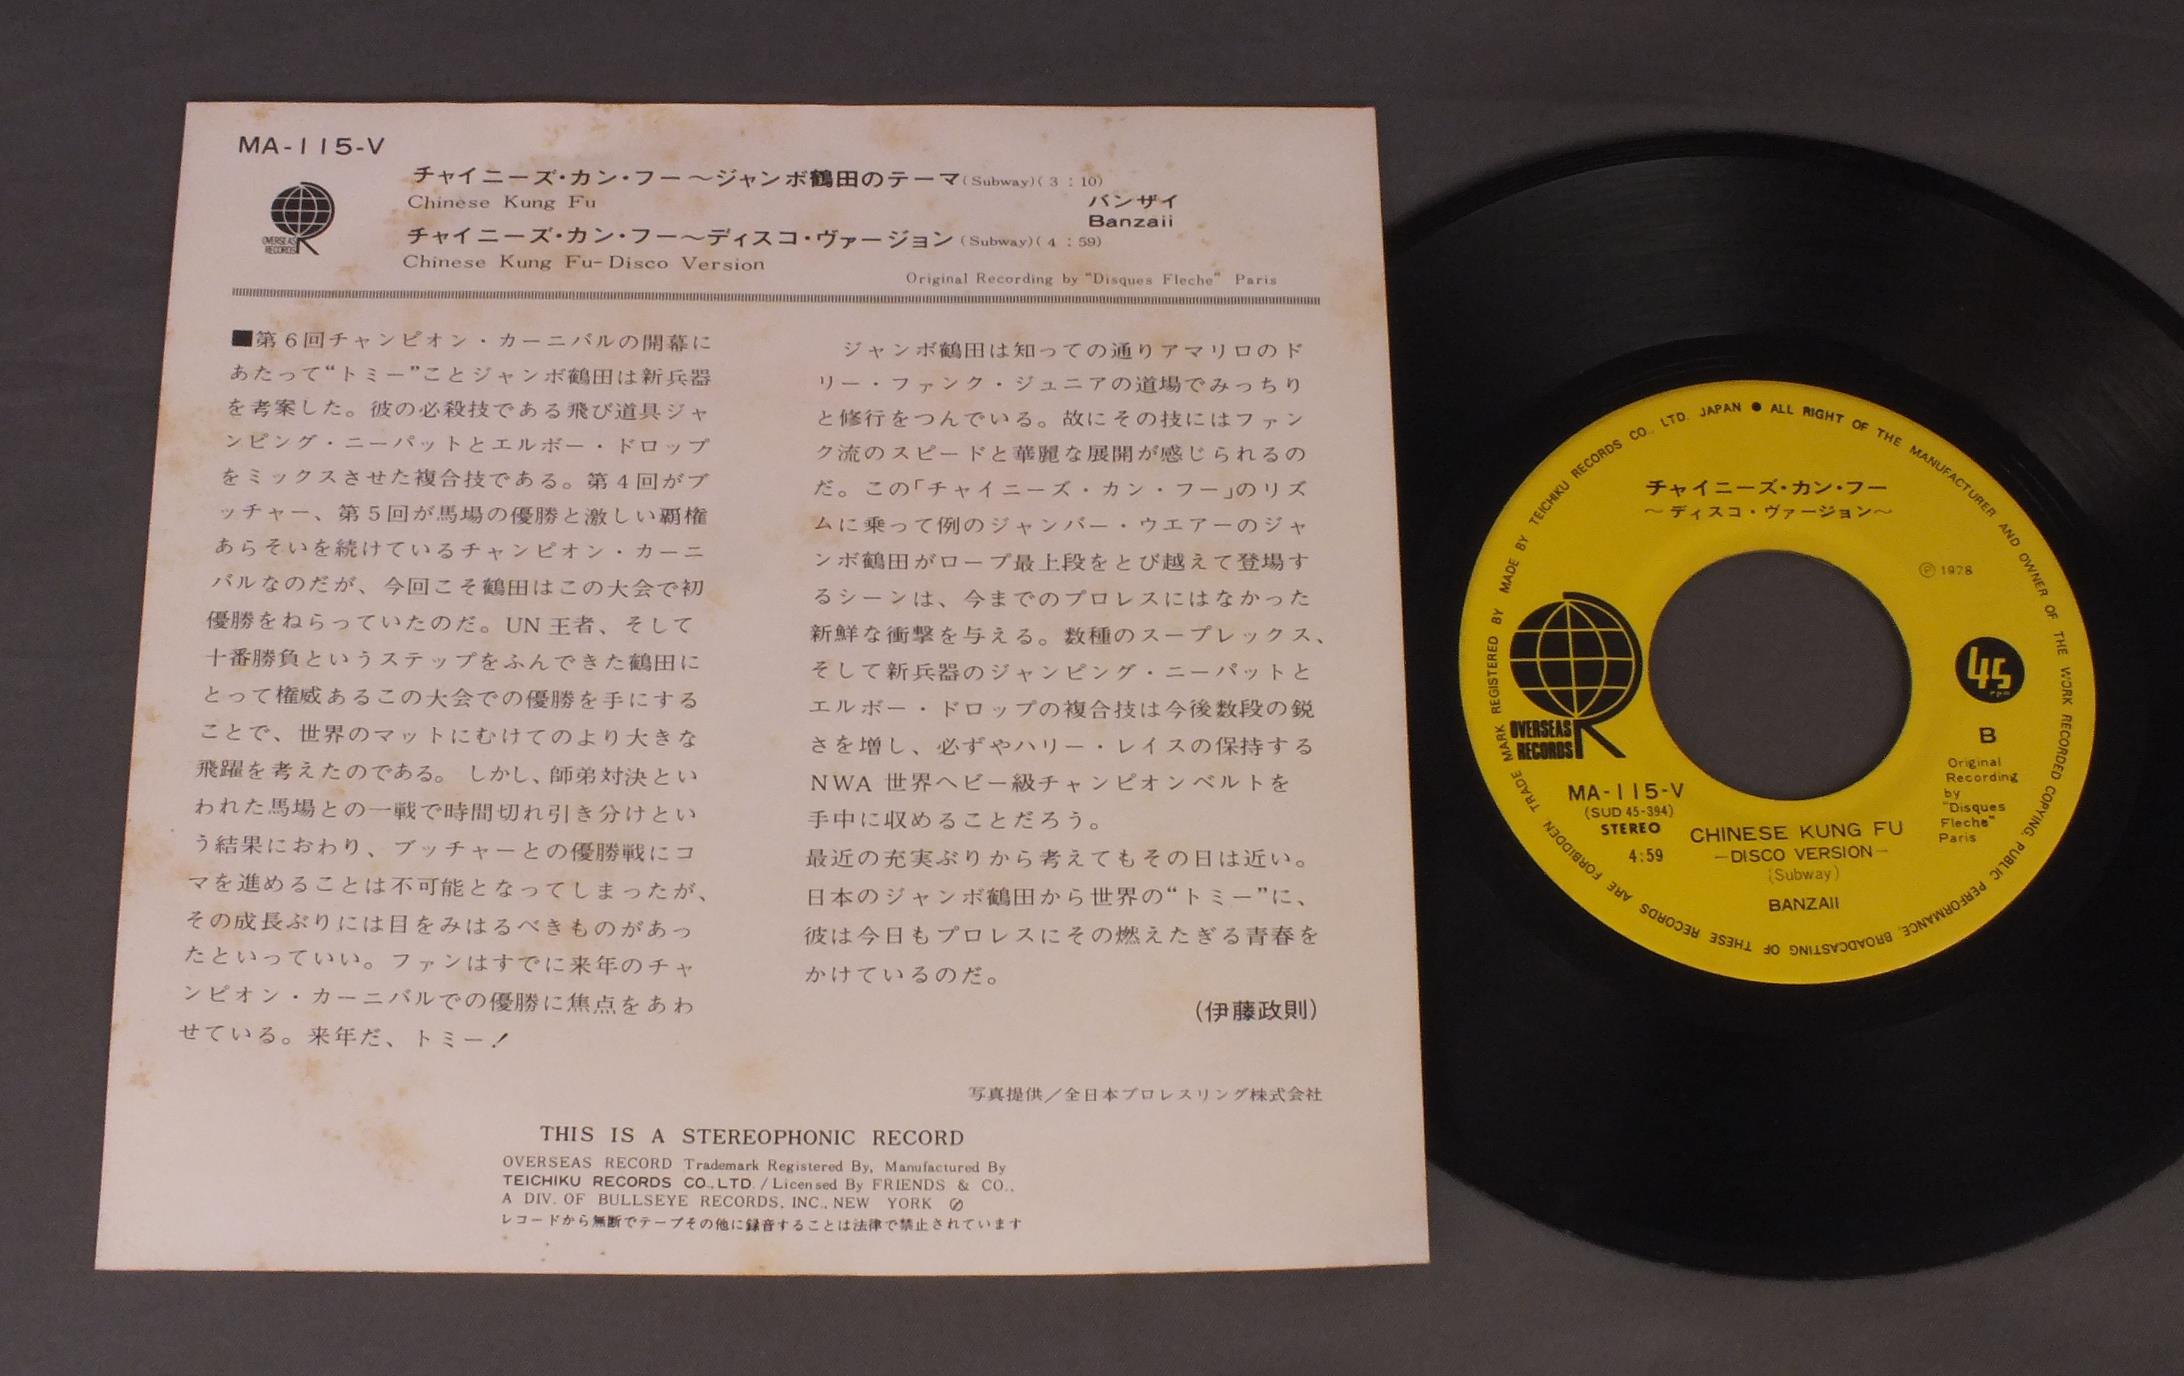 MA-115-V
OVERSEAS
RECORDS
チャイニーズ・カン・フー～ジャンボ鶴田のテーマ(Subway)(3:10)
Chinese Kung Fu
バンザイ
Banzaii
チャイニーズ・カン・フー～ディスコ・ヴァージョン(Subway)(4:59)
Chinese Kung Fu-Disco Version
Original Recording by "Disques Fleche" Paris
■第6回チャンピオン・カーニバルの開幕に
あたって“トミー”ことジャンボ鶴田は新兵器
を考案した。彼の必殺技である飛び道具ジャ
ンピング・ニーパットとエルボー・ドロップ
をミックスさせた複合技である。第4回がブ
ッチャー、第5回が馬場の優勝と激しい覇権
あらそいを続けているチャンピオン・カーニ
バルなのだが、今回こそ鶴田はこの大会で初
優勝をねらっていたのだ。UN王者、そして
十番勝負というステップをふんできた鶴田に
とって権威あるこの大会での優勝を手にする
ことで、世界のマットにむけてのより大きな
飛躍を考えたのである。しかし、師弟対決とい
われた馬場との一戦で時間切れ引き分けとい
う結果におわり、ブッチャーとの優勝戦にコ
マを進めることは不可能となってしまったが、
その成長ぶりには目をみはるべきものがあっ
たといっていい。ファンはすでに来年のチャ
ンピオン・カーニバルでの優勝に焦点をあわ
せている。来年だ、トミー！
ジャンボ鶴田は知っての通りアマリロのド
リー・ファンク・ジュニアの道場でみっちり
と修行をつんでいる。故にその技にはファン
ク流のスピードと華麗な展開が感じられるの
だ。この「チャイニーズ・カン・フー」のリズ
ムに乗って例のジャンバー・ウエアーのジャ
ンボ鶴田がロープ最上段をとび越えて登場す
るシーンは、今までのプロレスにはなかった
新鮮な衝撃を与える。数種のスープレックス、
そして新兵器のジャンピング・ニーパットと
エルボー・ドロップの複合技は今後数段の鋭
さを増し、必ずやハリー・レイスの保持する
NWA世界ヘビー級チャンピオンベルトを
手中に収めることだろう。
最近の充実ぶりから考えてもその日は近い。
日本のジャンボ鶴田から世界の“トミー”に、
彼は今日もプロレスにその燃えたぎる青春を
かけているのだ。
(伊藤政則)
写真提供／全日本プロレスリング株式会社
THIS IS A STEREOPHONIC RECORD
OVERSEAS RECORD Trademark Registered By, Manufactured By
TEICHIKU RECORDS CO.,LTD. / Licensed By FRIENDS & CO.,
A DIV. OF BULLSEYE RECORDS, INC., NEW YORK
レコードから無断でテープその他に録音することは法律で禁止されています
TRADE MARK REGISTERED BY MADE BY TEICHIKU RECORDS CO., LTD. JAPAN ● ALL RIGHT OF THE MANUFACTURER AND OWNER OF THE WORK RECORDED COPYING, PUBLIC PERFORMANCE, BROADCASTING OF THESE RECORDS ARE FORBIDDEN
チャイニーズ・カン・フー
～ディスコ・ヴァージョン～
Ⓟ1978
OVERSEAS
RECORDS
45
rpm
B
Original
Recording
by
"Disques
Fleche"
Paris
MA-115-V
(SUD 45-394)
STEREO
4:59
CHINESE KUNG FU
-DISCO VERSION-
(Subway)
BANZAII